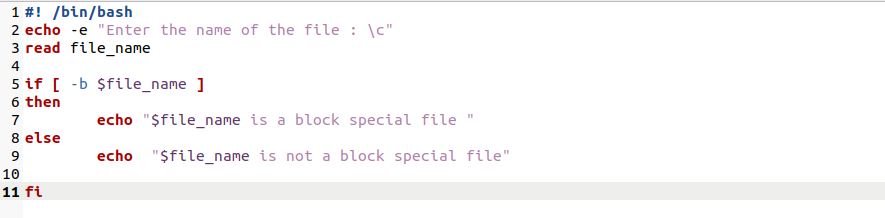 1 #! /bin/bash
2 echo -e "Enter the name of the file : \c"
3 read file_name
4
5 if [ -b $file_name ]
6 then
7         echo "$file_name is a block special file "
8 else
9         echo  "$file_name is not a block special file"
10
11 fi